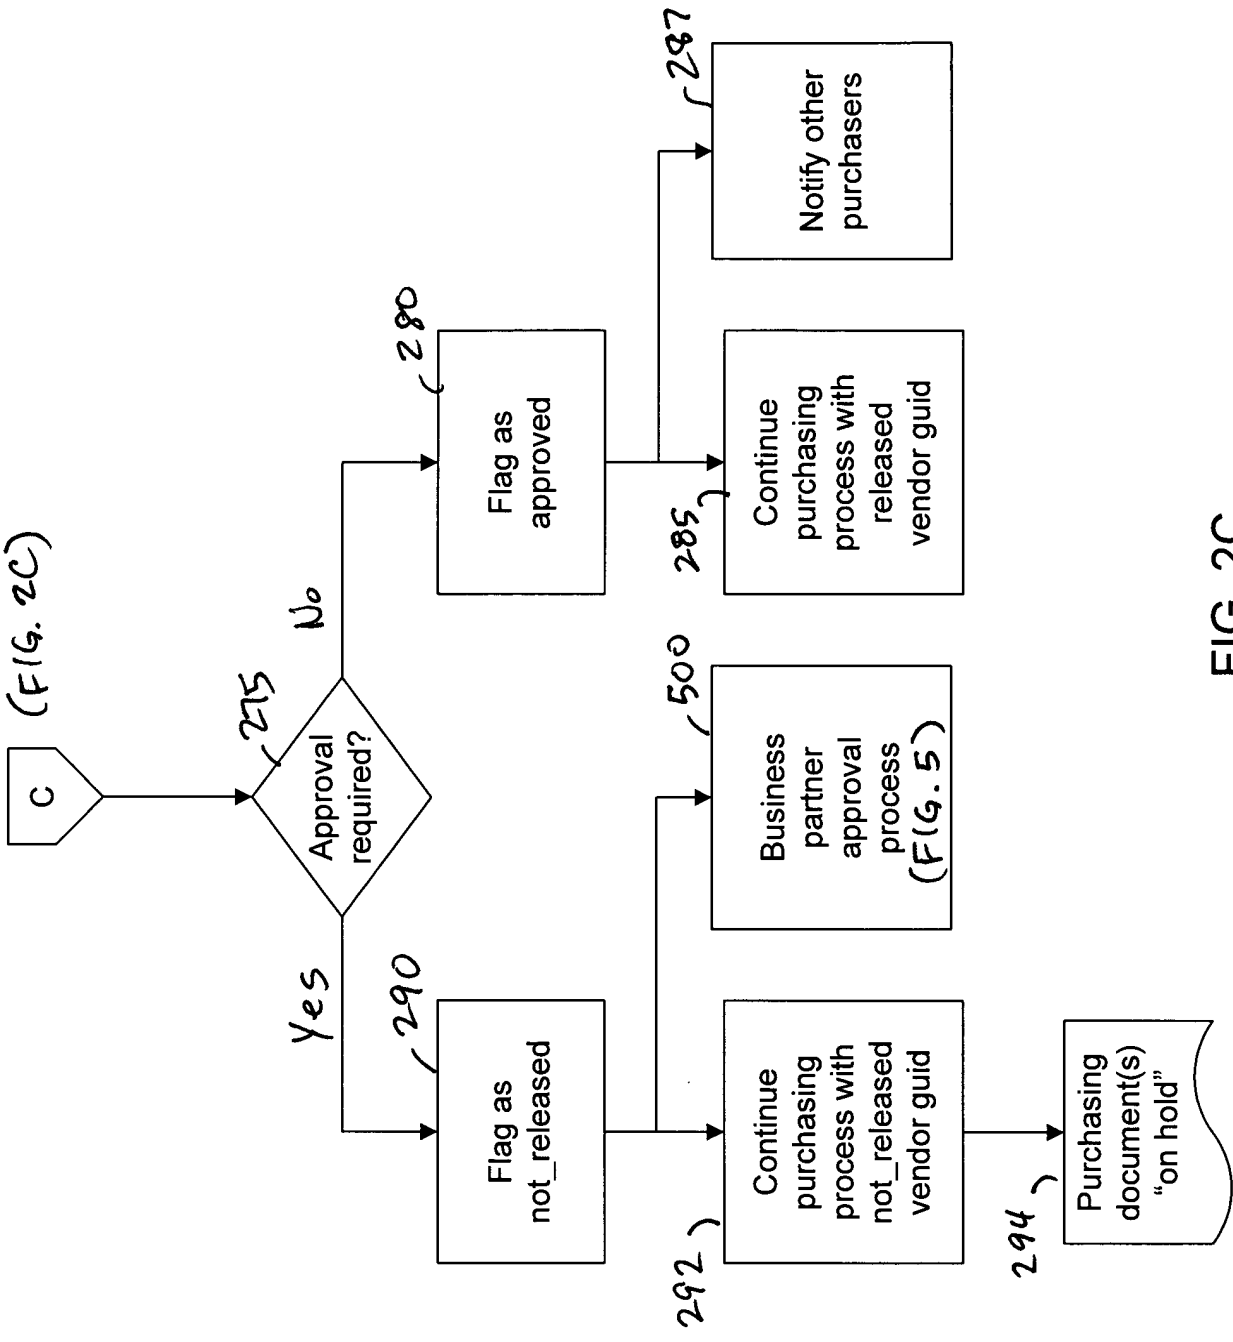 (FIG. 2C)
C
275
Approval
required?
Yes
No
290
Flag as
not_released
280
Flag as
approved
292
Continue
purchasing
process with
not_released
vendor guid
500
Business
partner
approval
process
(FIG. 5)
285
Continue
purchasing
process with
released
vendor guid
287
Notify other
purchasers
294
Purchasing
document(s)
“on hold”
FIG. 2C